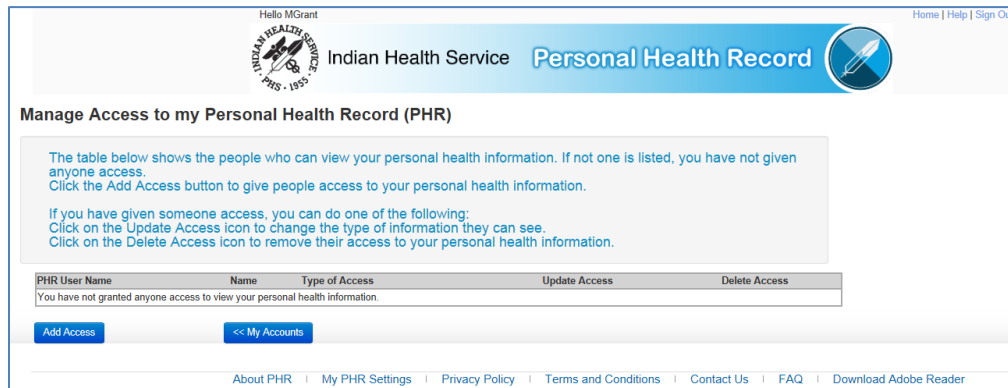 Hello MGrant
Home | Help | Sign Ou
INDIAN HEALTH SERVICE
PHS · 1955
Indian Health Service Personal Health Record
Manage Access to my Personal Health Record (PHR)
The table below shows the people who can view your personal health information. If not one is listed, you have not given
anyone access.
Click the Add Access button to give people access to your personal health information.
If you have given someone access, you can do one of the following:
Click on the Update Access icon to change the type of information they can see.
Click on the Delete Access icon to remove their access to your personal health information.
PHR User Name Name Type of Access Update Access Delete Access
You have not granted anyone access to view your personal health information.
Add Access << My Accounts
About PHR | My PHR Settings | Privacy Policy | Terms and Conditions | Contact Us | FAQ | Download Adobe Reader